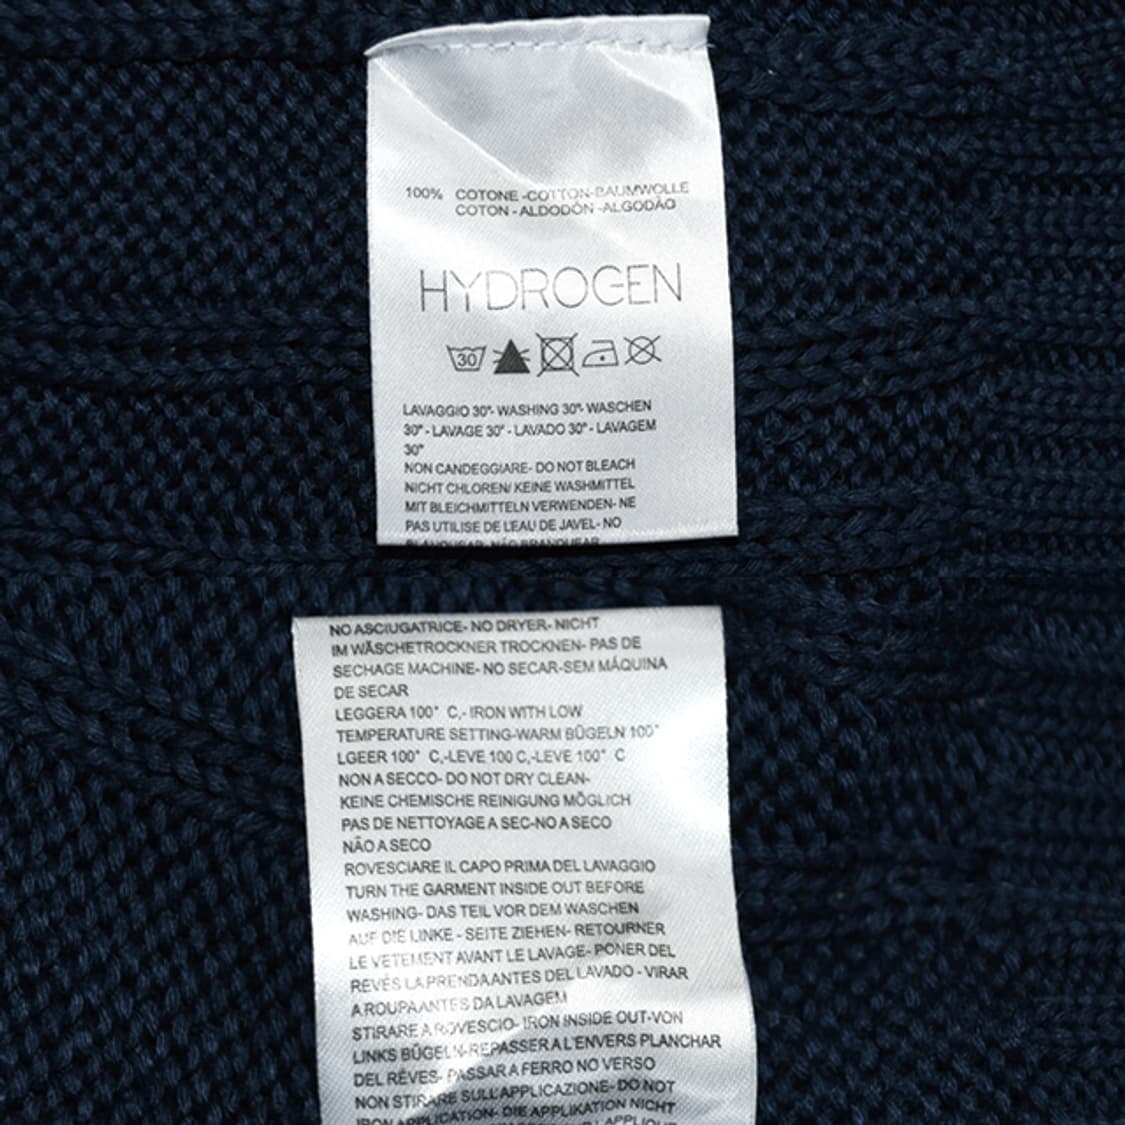 100% COTONE -COTTON-BAUMWOLLE
COTON - ALDODÒN -ALGODÃO
HYDROGEN
30
LAVAGGIO 30°- WASHING 30°- WASCHEN
30° - LAVAGE 30° - LAVADO 30° - LAVAGEM
30°
NON CANDEGGIARE- DO NOT BLEACH
NICHT CHLOREN/ KEINE WASHMITTEL
MIT BLEICHMITTELN VERWENDEN- NE
PAS UTILISE DE L'EAU DE JAVEL- NO
NO ASCIUGATRICE- NO DRYER- NICHT
IM WÄSCHETROCKNER TROCKNEN- PAS DE
SECHAGE MACHINE- NO SECAR-SEM MÁQUINA
DE SECAR
LEGGERA 100° C,- IRON WITH LOW
TEMPERATURE SETTING-WARM BÜGELN 100°
LGEER 100° C,-LEVE 100 C,-LEVE 100° C
NON A SECCO- DO NOT DRY CLEAN-
KEINE CHEMISCHE REINIGUNG MÖGLICH
PAS DE NETTOYAGE A SEC-NO A SECO
NÃO A SECO
ROVESCIARE IL CAPO PRIMA DEL LAVAGGIO
TURN THE GARMENT INSIDE OUT BEFORE
WASHING- DAS TEIL VOR DEM WASCHEN
AUF DIE LINKE - SEITE ZIEHEN- RETOURNER
LE VETEMENT AVANT LE LAVAGE- PONER DEL
REVÉS LA PRENDA ANTES DEL LAVADO - VIRAR
A ROUPA ANTES DA LAVAGEM
STIRARE A ROVESCIO- IRON INSIDE OUT-VON
LINKS BÜGELN-REPASSER A L'ENVERS PLANCHAR
DEL RÉVES- PASSAR A FERRO NO VERSO
NON STIRARE SULL'APPLICAZIONE- DO NOT
IRON APPLICATION- DIE APPLIKATION NICHT